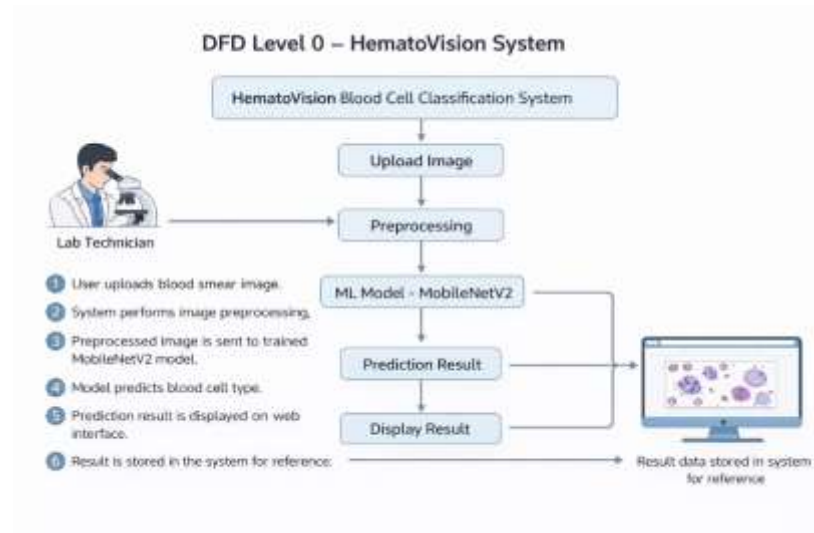 DFD Level 0 – HematoVision System
HematoVision Blood Cell Classification System
Upload Image
Preprocessing
Lab Technician
ML Model - MobileNetV2
Prediction Result
Display Result
1 User uploads blood smear image.
2 System performs image preprocessing,
3 Preprocessed image is sent to trained
MobileNetV2 model.
4 Model predicts blood cell type.
5 Prediction result is displayed on web
interface.
6 Result is stored in the system for reference.
Result data stored in system
for reference